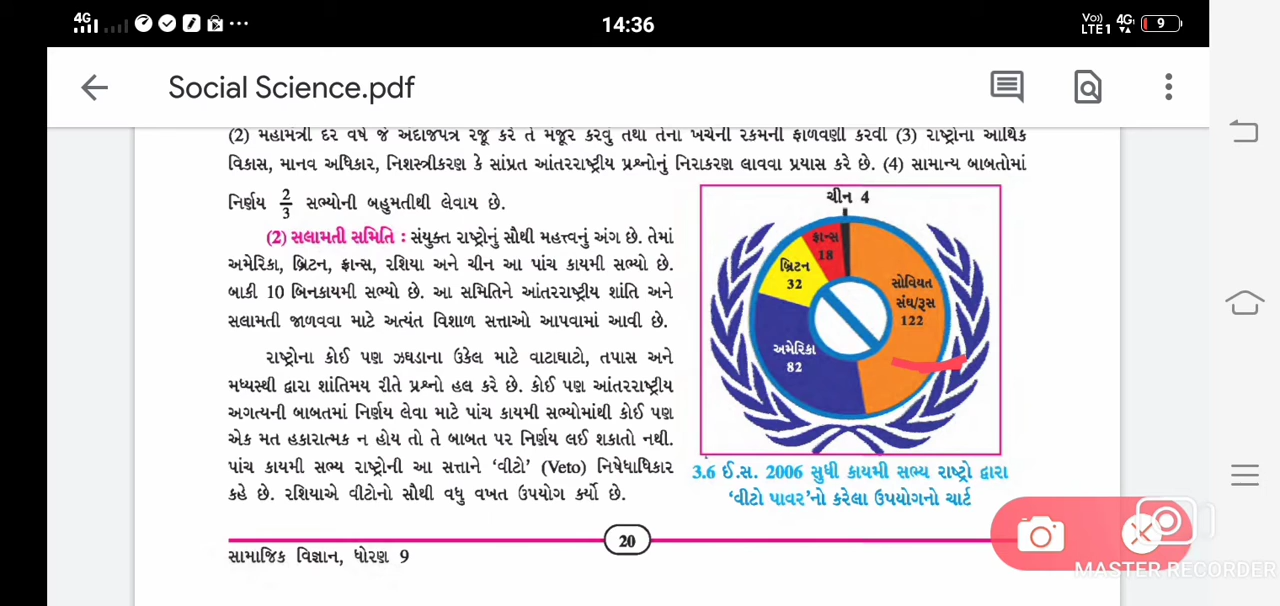 4G
14:36
Vo)) LTE1 4G 9
Social Science.pdf
(2) મહામંત્રી દર વર્ષે જે અંદાજપત્ર રજૂ કરે તે મંજૂર કરવું તથા તેના ખર્ચની રકમની ફાળવણી કરવી (3) રાષ્ટ્રોના આર્થિક
વિકાસ, માનવ અધિકાર, નિશસ્ત્રીકરણ કે સાંપ્રત આંતરરાષ્ટ્રીય પ્રશ્નોનું નિરાકરણ લાવવા પ્રયાસ કરે છે. (4) સામાન્ય બાબતોમાં
નિર્ણય 2/3 સભ્યોની બહુમતીથી લેવાય છે.
(2) સલામતી સમિતિ : સંયુક્ત રાષ્ટ્રોનું સૌથી મહત્ત્વનું અંગ છે. તેમાં
અમેરિકા, બ્રિટન, ફ્રાન્સ, રશિયા અને ચીન આ પાંચ કાયમી સભ્યો છે.
બાકી 10 બિનકાયમી સભ્યો છે. આ સમિતિને આંતરરાષ્ટ્રીય શાંતિ અને
સલામતી જાળવવા માટે અત્યંત વિશાળ સત્તાઓ આપવામાં આવી છે.
રાષ્ટ્રોના કોઈ પણ ઝઘડાના ઉકેલ માટે વાટાઘાટો, તપાસ અને
મધ્યસ્થી દ્વારા શાંતિમય રીતે પ્રશ્નો હલ કરે છે. કોઈ પણ આંતરરાષ્ટ્રીય
અગત્યની બાબતમાં નિર્ણય લેવા માટે પાંચ કાયમી સભ્યોમાંથી કોઈ પણ
એક મત હકારાત્મક ન હોય તો તે બાબત પર નિર્ણય લઈ શકાતો નથી.
પાંચ કાયમી સભ્ય રાષ્ટ્રોની આ સત્તાને 'વીટો' (Veto) નિષેધાધિકાર
કહે છે. રશિયાએ વીટોનો સૌથી વધુ વખત ઉપયોગ ર્ક્યો છે.
ચીન 4
ફ્રાન્સ
18
બ્રિટન
32
સોવિયત
સંઘ/રૂસ
122
અમેરિકા
82
3.6 ઈ.સ. 2006 સુધી કાયમી સભ્ય રાષ્ટ્રો દ્વારા
'વીટો પાવર'નો કરેલા ઉપયોગનો ચાર્ટ
20
સામાજિક વિજ્ઞાન, ધોરણ 9
MASTER RECORDER